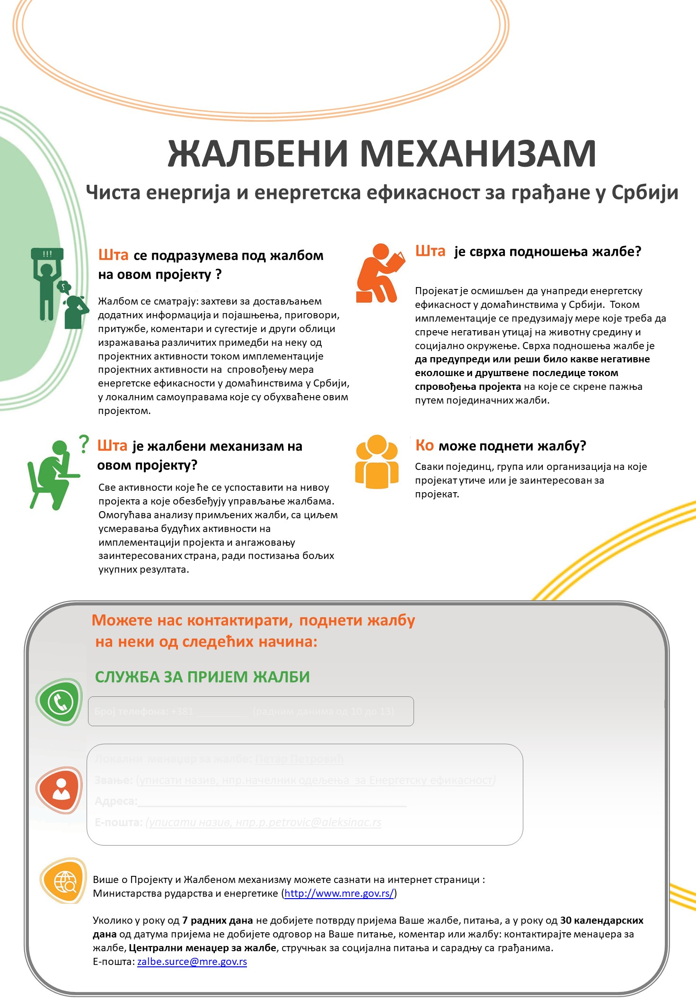 ЖАЛБЕНИ МЕХАНИЗАМ
Чиста енергија и енергетска ефикасност за грађане у Србији
!!!
?
Шта се подразумева под жалбом
на овом пројекту ?
Жалбом се сматрају: захтеви за достављањем
додатних информација и појашњења, приговори,
притужбе, коментари и сугестије и други облици
изражавања различитих примедби на неку од
пројектних активности током имплементације
пројектних активности на спровођењу мера
енергетске ефикасности у домаћинствима у Србији,
у локалним самоуправама које су обухваћене овим
пројектом.
Шта је сврха подношења жалбе?
Пројекат је осмишљен да унапреди енергетску
ефикасност у домаћинствима у Србији. Током
имплементације се предузимају мере које треба да
спрече негативан утицај на животну средину и
социјално окружење. Сврха подношења жалбе је
да предупреди или реши било какве негативне
еколошке и друштвене последице током
спровођења пројекта на које се скрене пажња
путем појединачних жалби.
?
Шта је жалбени механизам на
овом пројекту?
Све активности које ће се успоставити на нивоу
пројекта а које обезбеђују управљање жалбама.
Омогућава анализу примљених жалби, са циљем
усмеравања будућих активности на
имплементацији пројекта и ангажовању
заинтересованих страна, ради постизања бољих
укупних резултата.
Ко може поднети жалбу?
Сваки појединц, група или организација на које
пројекат утиче или је заинтересован за
пројекат.
Можете нас контактирати, поднети жалбу
на неки од следећих начина:
СЛУЖБА ЗА ПРИЈЕМ ЖАЛБИ
Број телефона: +381_________ (радним данима од 10 до 13)
Локални менаџер за жалбе: Петар Петровић
Звање: (уписати назив, нпр.начелник одељења за Енергетску ефикасност)
Адреса:________________________________________
Е-пошта: (уписати назив, нпр.p.petrovic@aleksinac.rs
Више о Пројекту и Жалбеном механизму можете сазнати на интернет страници :
Министарства рударства и енергетике (http://www.mre.gov.rs/)
Уколико у року од 7 радних дана не добијете потврду пријема Ваше жалбе, питања, а у року од 30 календарских
дана од датума пријема не добијете одговор на Ваше питање, коментар или жалбу: контактирајте менаџера за
жалбе, Централни менаџер за жалбе, стручњак за социјална питања и сарадњу са грађанима.
Е-пошта: zalbe.surce@mre.gov.rs